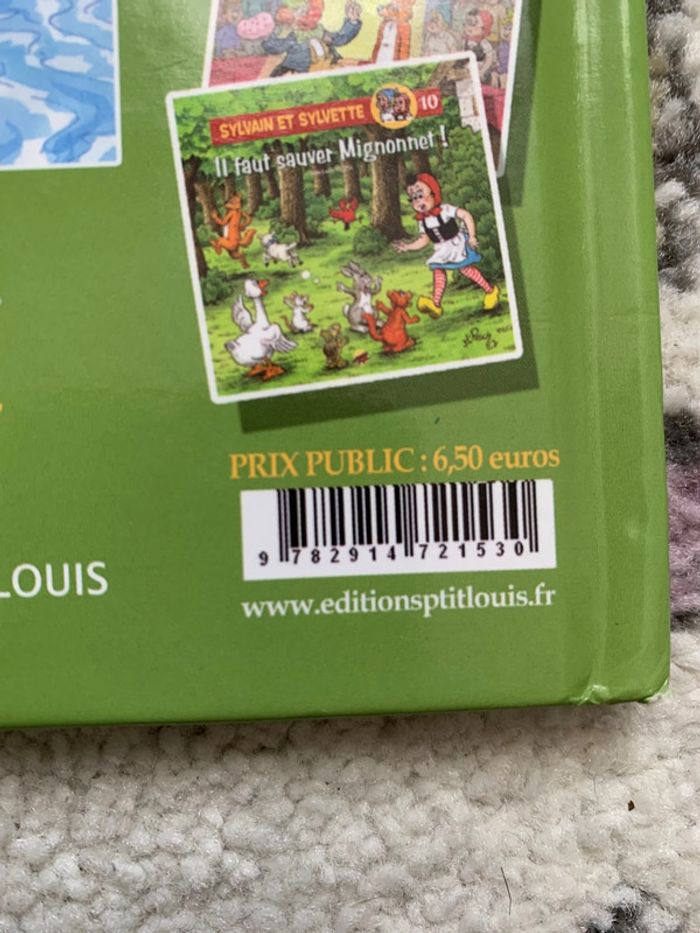 SYLVAIN ET SYLVETTE 10
Il faut sauver Mignonnet !
PRIX PUBLIC : 6,50 euros
9 782914 721530
LOUIS
www.editionsptitlouis.fr